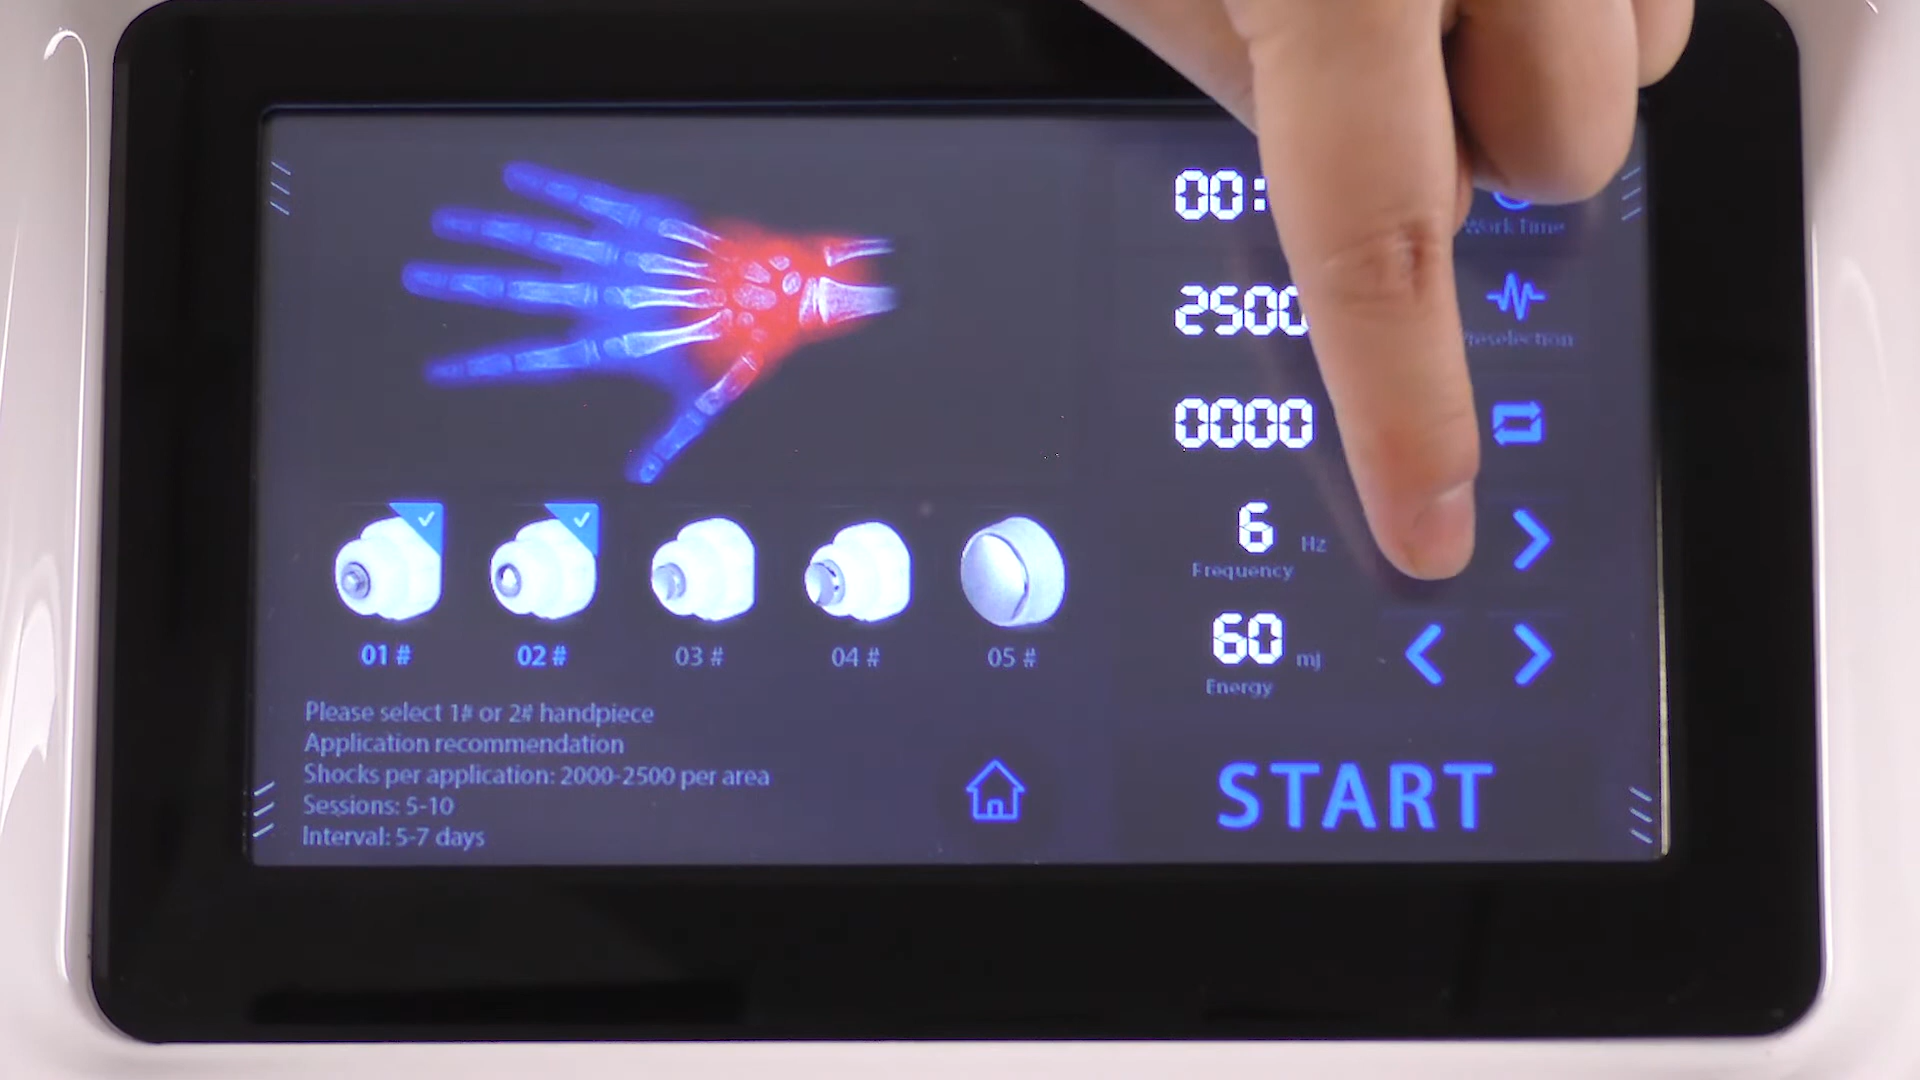 00:
Work Time
2500
Preselection
0000
6 Hz
Frequency
60 mj
Energy
START
01 # 02 # 03 # 04 # 05 #
Please select 1# or 2# handpiece
Application recommendation
Shocks per application: 2000-2500 per area
Sessions: 5-10
Interval: 5-7 days